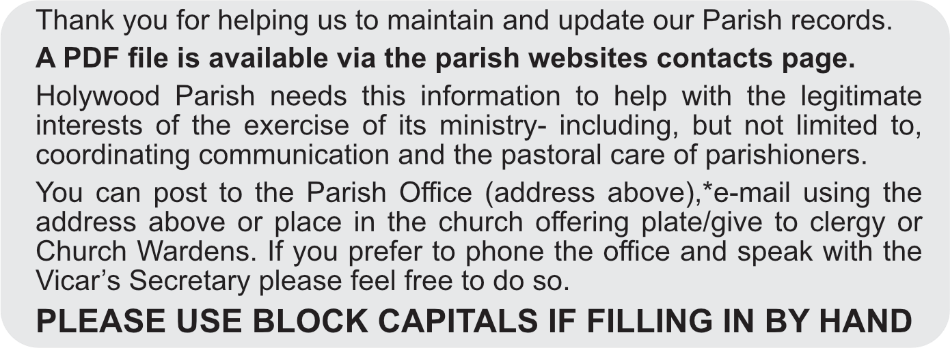 Thank you for helping us to maintain and update our Parish records.
A PDF file is available via the parish websites contacts page.
Holywood Parish needs this information to help with the legitimate
interests of the exercise of its ministry- including, but not limited to,
coordinating communication and the pastoral care of parishioners.
You can post to the Parish Office (address above),*e-mail using the
address above or place in the church offering plate/give to clergy or
Church Wardens. If you prefer to phone the office and speak with the
Vicar’s Secretary please feel free to do so.
PLEASE USE BLOCK CAPITALS IF FILLING IN BY HAND